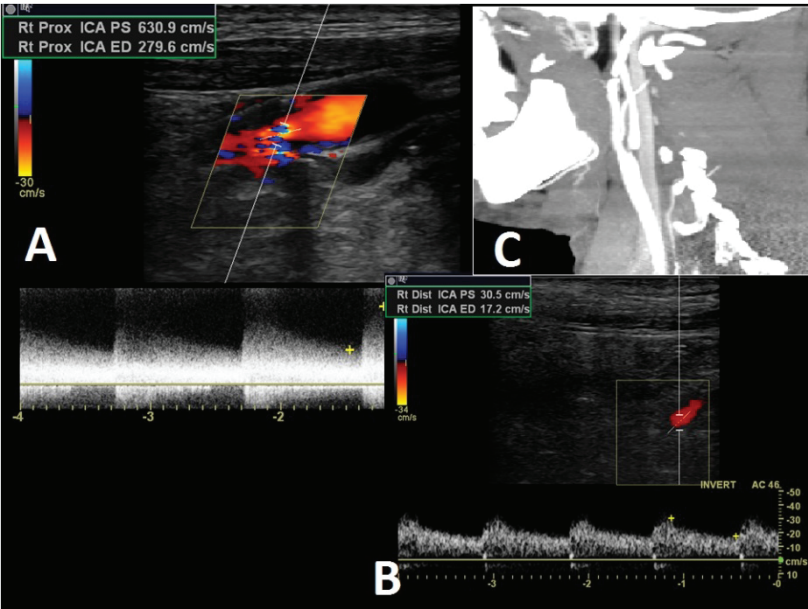 Rt Prox ICA PS 630.9 cm/s
Rt Prox ICA ED 279.6 cm/s
-30
cm/s
A
C
-4
-3
-2
Rt Dist ICA PS 30.5 cm/s
Rt Dist ICA ED 17.2 cm/s
-34
cm/s
INVERT AC 46
-50
-40
-30
-20
-10
cm/s
10
B
-3
-2
-1
-0